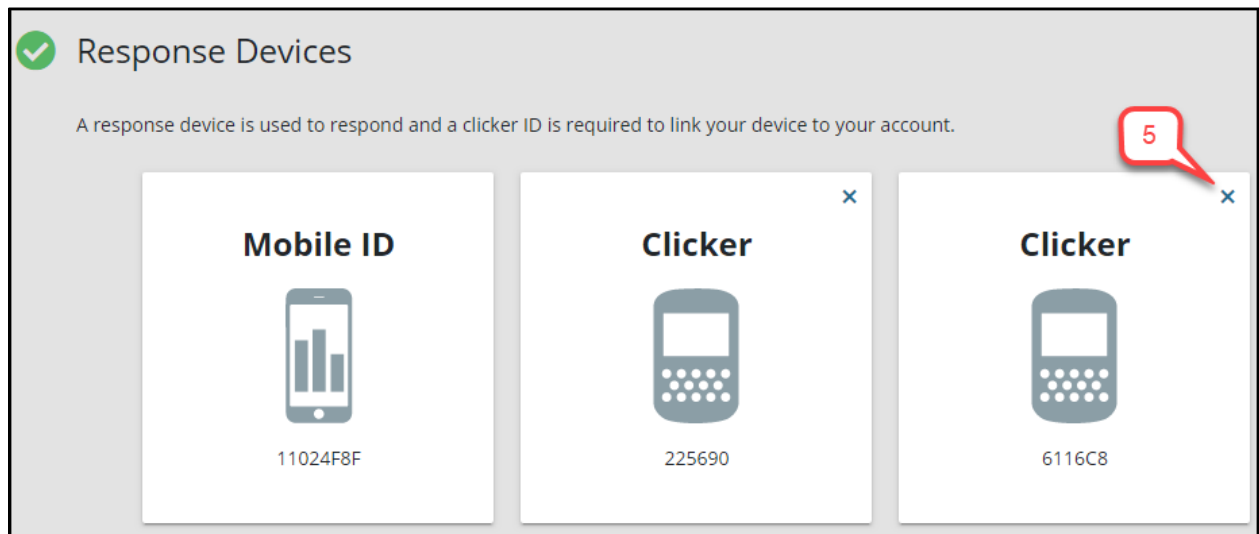 Response Devices
A response device is used to respond and a clicker ID is required to link your device to your account.
5
Mobile ID
11024F8F
Clicker
225690
Clicker
6116C8